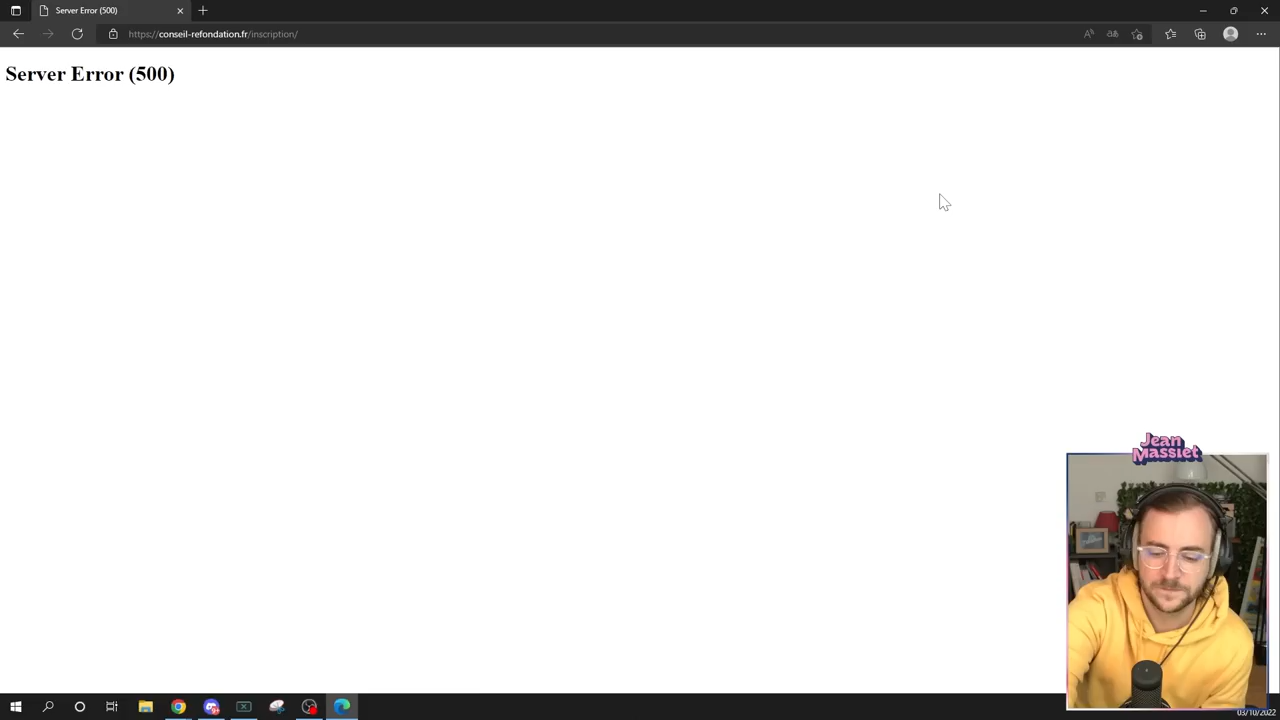 Server Error (500)
https://conseil-refondation.fr/inscription/
Server Error (500)
Jean
Massiet
03/10/2022